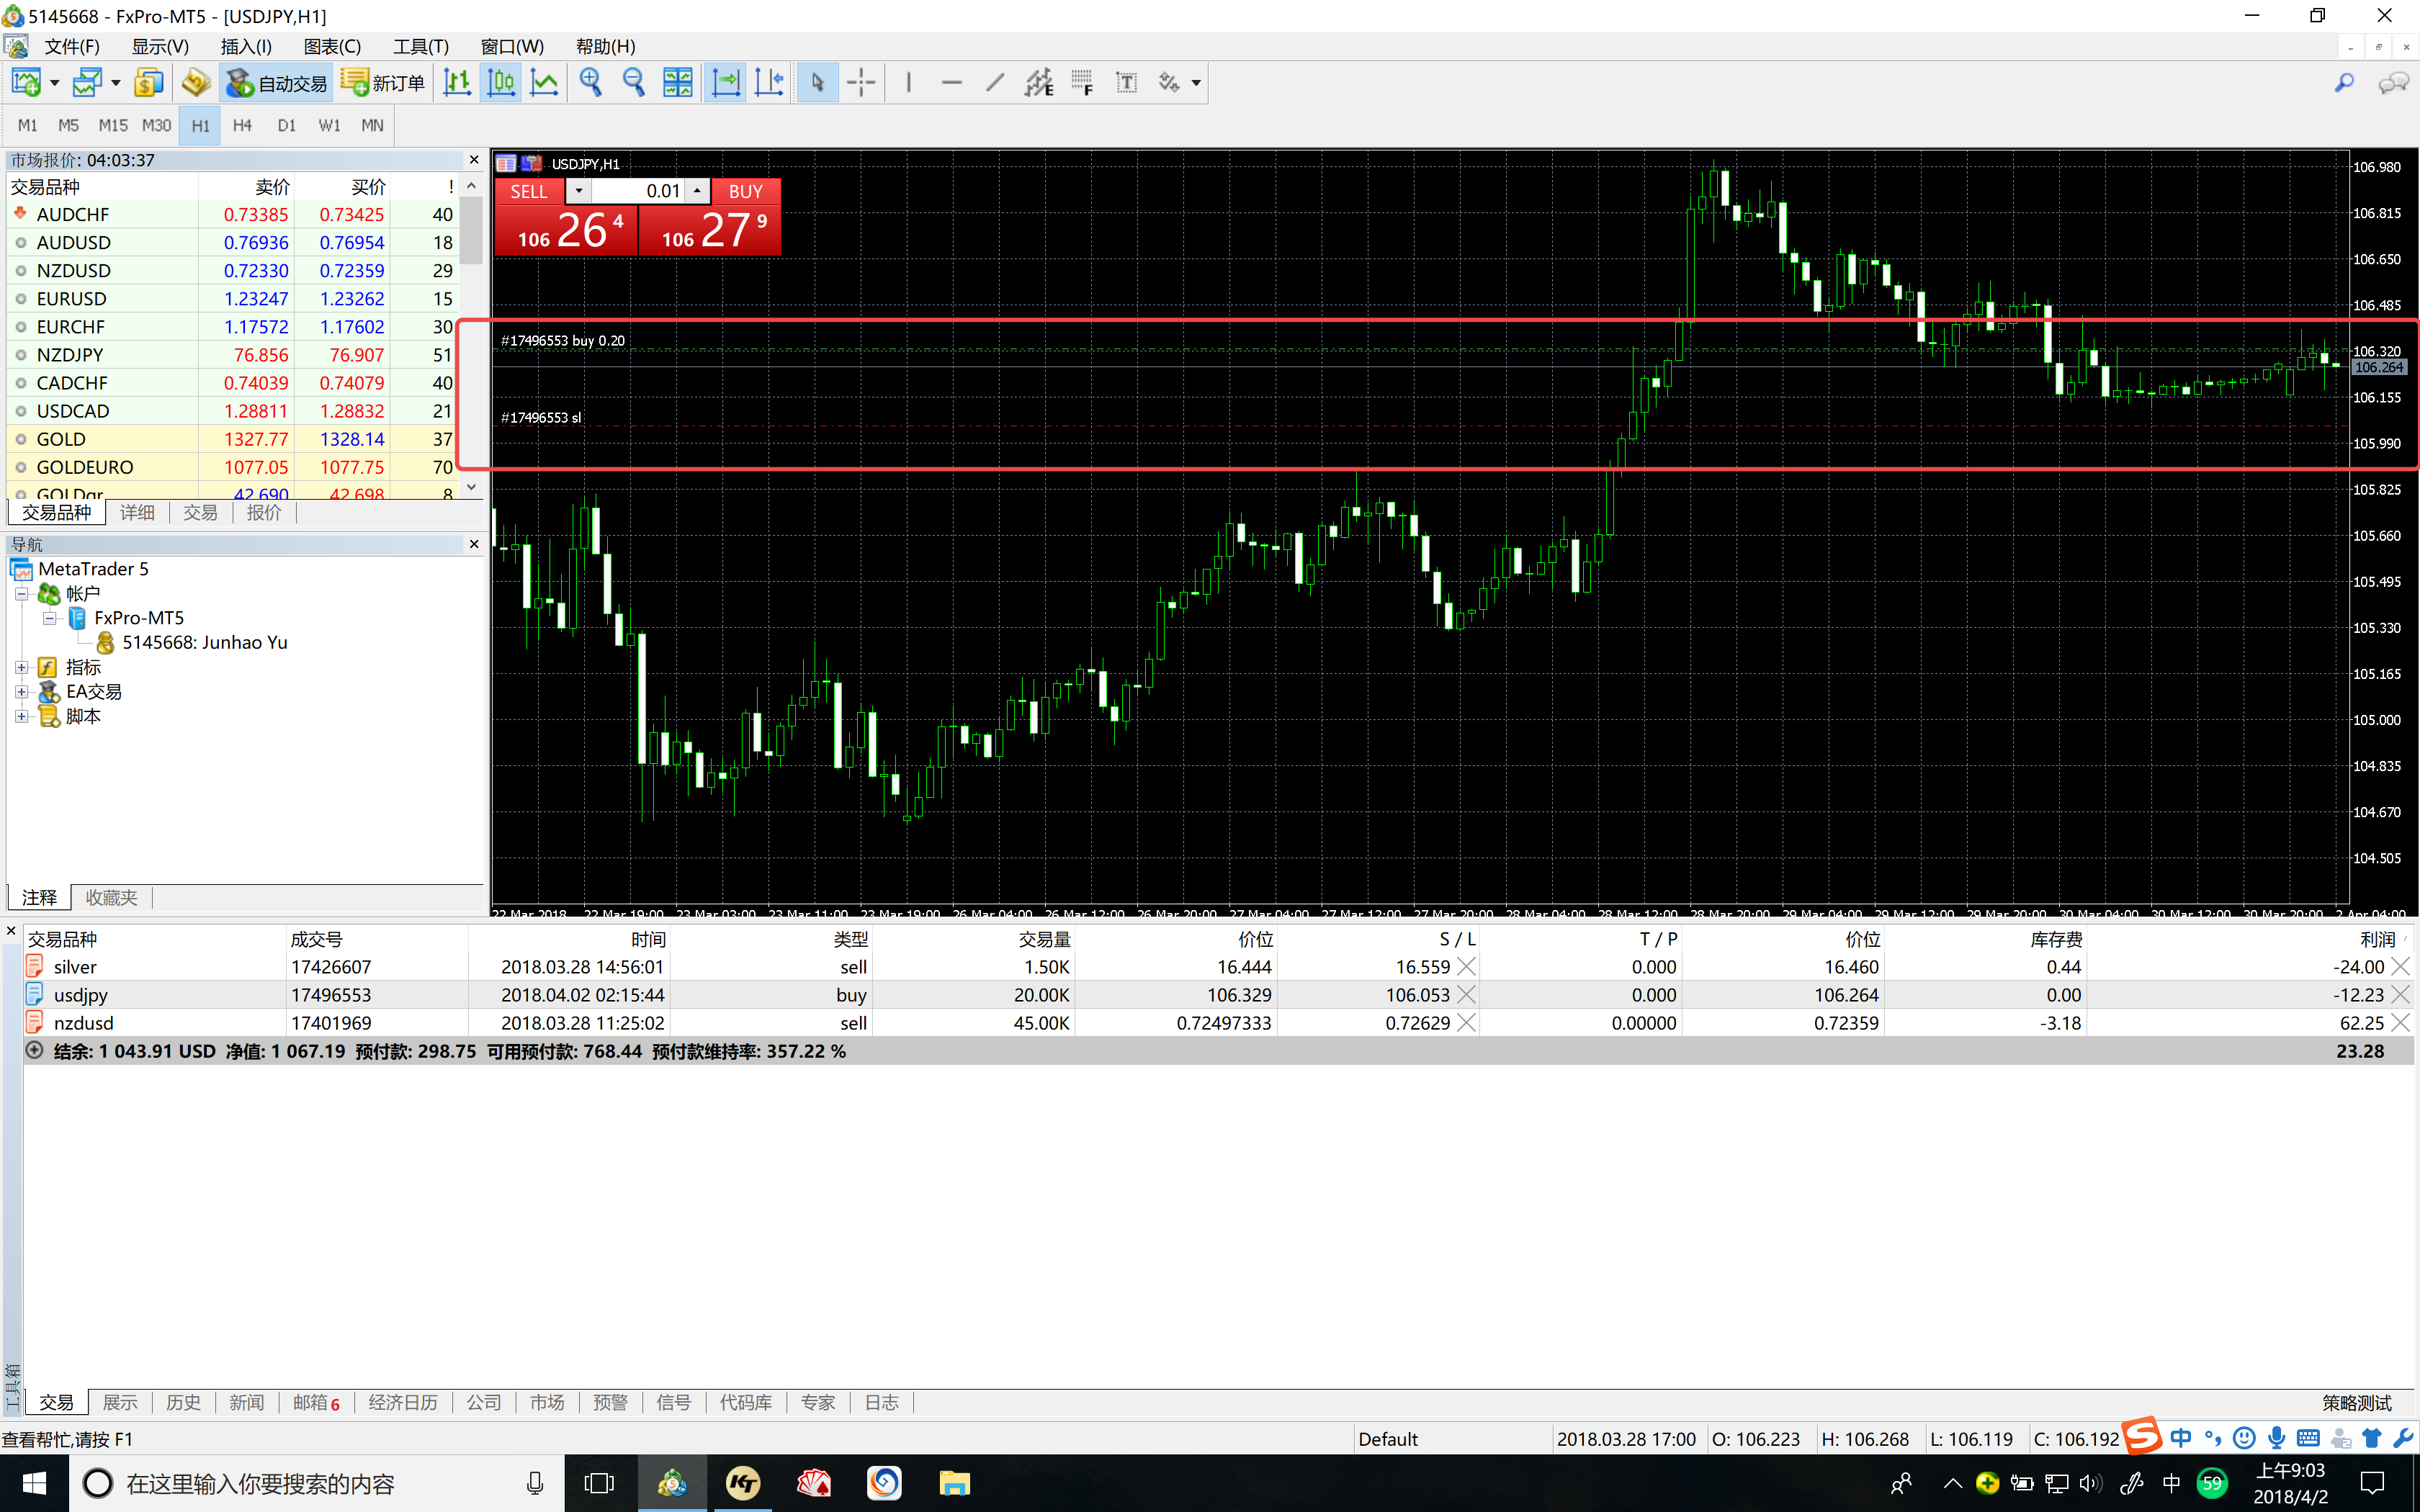 5145668 - FxPro-MT5 - [USDJPY,H1]
文件(F) 显示(V) 插入(I) 图表(C) 工具(T) 窗口(W) 帮助(H)
自动交易 新订单 E F T
M1 M5 M15 M30 H1 H4 D1 W1 MN
市场报价: 04:03:37
交易品种 卖价 买价 !
AUDCHF 0.73385 0.73425 40
AUDUSD 0.76936 0.76954 18
NZDUSD 0.72330 0.72359 29
EURUSD 1.23247 1.23262 15
EURCHF 1.17572 1.17602 30
NZDJPY 76.856 76.907 51
CADCHF 0.74039 0.74079 40
USDCAD 1.28811 1.28832 21
GOLD 1327.77 1328.14 37
GOLDEURO 1077.05 1077.75 70
GOLDgr 42.690 42.698 8
交易品种 详细 交易 报价
导航
MetaTrader 5
帐户
FxPro-MT5
5145668: Junhao Yu
指标
EA交易
脚本
注释 收藏夹
USDJPY,H1
SELL 0.01 BUY
106 26 4 106 27 9
#17496553 buy 0.20
#17496553 sl
106.980
106.815
106.650
106.485
106.320
106.264
106.155
105.990
105.825
105.660
105.495
105.330
105.165
105.000
104.835
104.670
104.505
22 Mar 2018 22 Mar 19:00 23 Mar 03:00 23 Mar 11:00 23 Mar 19:00 26 Mar 04:00 26 Mar 12:00 26 Mar 20:00 27 Mar 04:00 27 Mar 12:00 27 Mar 20:00 28 Mar 04:00 28 Mar 12:00 28 Mar 20:00 29 Mar 04:00 29 Mar 12:00 29 Mar 20:00 30 Mar 04:00 30 Mar 12:00 30 Mar 20:00 2 Apr 04:00
交易品种 成交号 时间 类型 交易量 价位 S / L T / P 价位 库存费 利润
silver 17426607 2018.03.28 14:56:01 sell 1.50K 16.444 16.559 0.000 16.460 0.44 -24.00
usdjpy 17496553 2018.04.02 02:15:44 buy 20.00K 106.329 106.053 0.000 106.264 0.00 -12.23
nzdusd 17401969 2018.03.28 11:25:02 sell 45.00K 0.72497333 0.72629 0.00000 0.72359 -3.18 62.25
结余: 1 043.91 USD 净值: 1 067.19 预付款: 298.75 可用预付款: 768.44 预付款维持率: 357.22 % 23.28
工具箱
交易 展示 历史 新闻 邮箱 6 经济日历 公司 市场 预警 信号 代码库 专家 日志 策略测试
查看帮忙,请按 F1 Default 2018.03.28 17:00 O: 106.223 H: 106.268 L: 106.119 C: 106.192 S 中
在这里输入你要搜索的内容 KT 中 59 上午9:03
2018/4/2